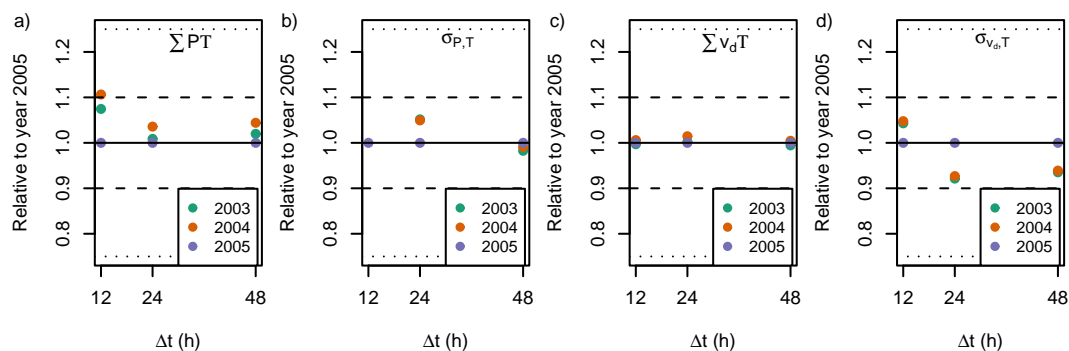 a) ∑ PT
Relative to year 2005
0.8 0.9 1.0 1.1 1.2
2003
2004
2005
12 24 48
Δt (h)
b) σP,T
Relative to year 2005
0.8 0.9 1.0 1.1 1.2
2003
2004
2005
12 24 48
Δt (h)
c) ∑ vdT
Relative to year 2005
0.8 0.9 1.0 1.1 1.2
2003
2004
2005
12 24 48
Δt (h)
d) σvd,T
Relative to year 2005
0.8 0.9 1.0 1.1 1.2
2003
2004
2005
12 24 48
Δt (h)